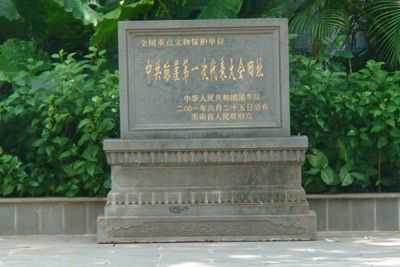 全国重点文物保护单位
中共琼崖第一次代表大会旧址
中华人民共和国国务院
二00一年六月二十五日公布
海南省人民政府立